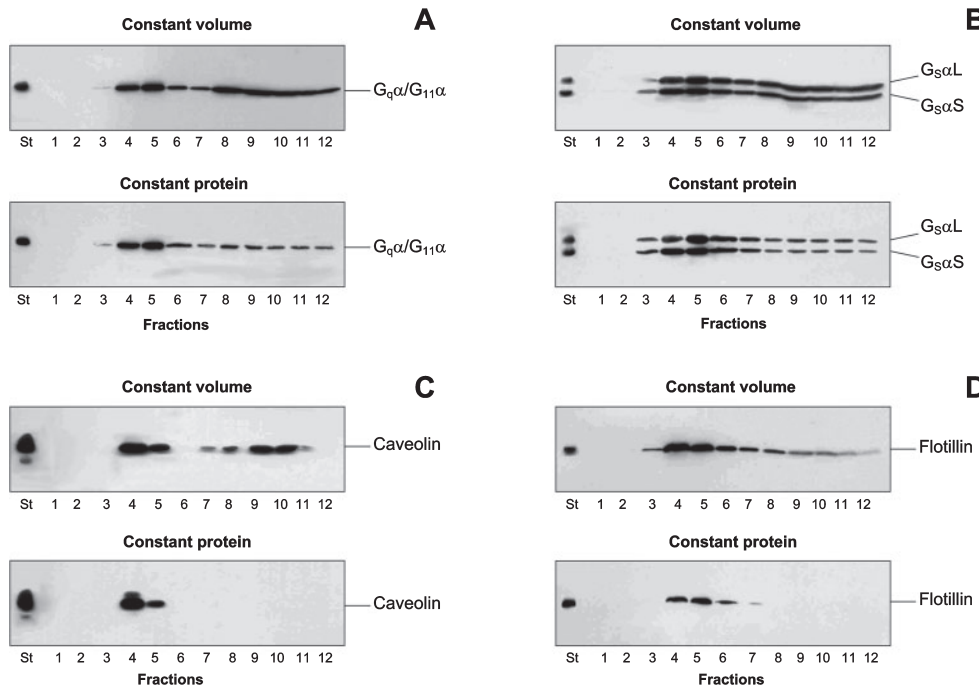 A
Constant volume
Gqα/G11α
St 1 2 3 4 5 6 7 8 9 10 11 12
Constant protein
Gqα/G11α
St 1 2 3 4 5 6 7 8 9 10 11 12
Fractions
B
Constant volume
GSαL
GSαS
St 1 2 3 4 5 6 7 8 9 10 11 12
Constant protein
GSαL
GSαS
St 1 2 3 4 5 6 7 8 9 10 11 12
Fractions
C
Constant volume
Caveolin
St 1 2 3 4 5 6 7 8 9 10 11 12
Constant protein
Caveolin
St 1 2 3 4 5 6 7 8 9 10 11 12
Fractions
D
Constant volume
Flotillin
St 1 2 3 4 5 6 7 8 9 10 11 12
Constant protein
Flotillin
St 1 2 3 4 5 6 7 8 9 10 11 12
Fractions